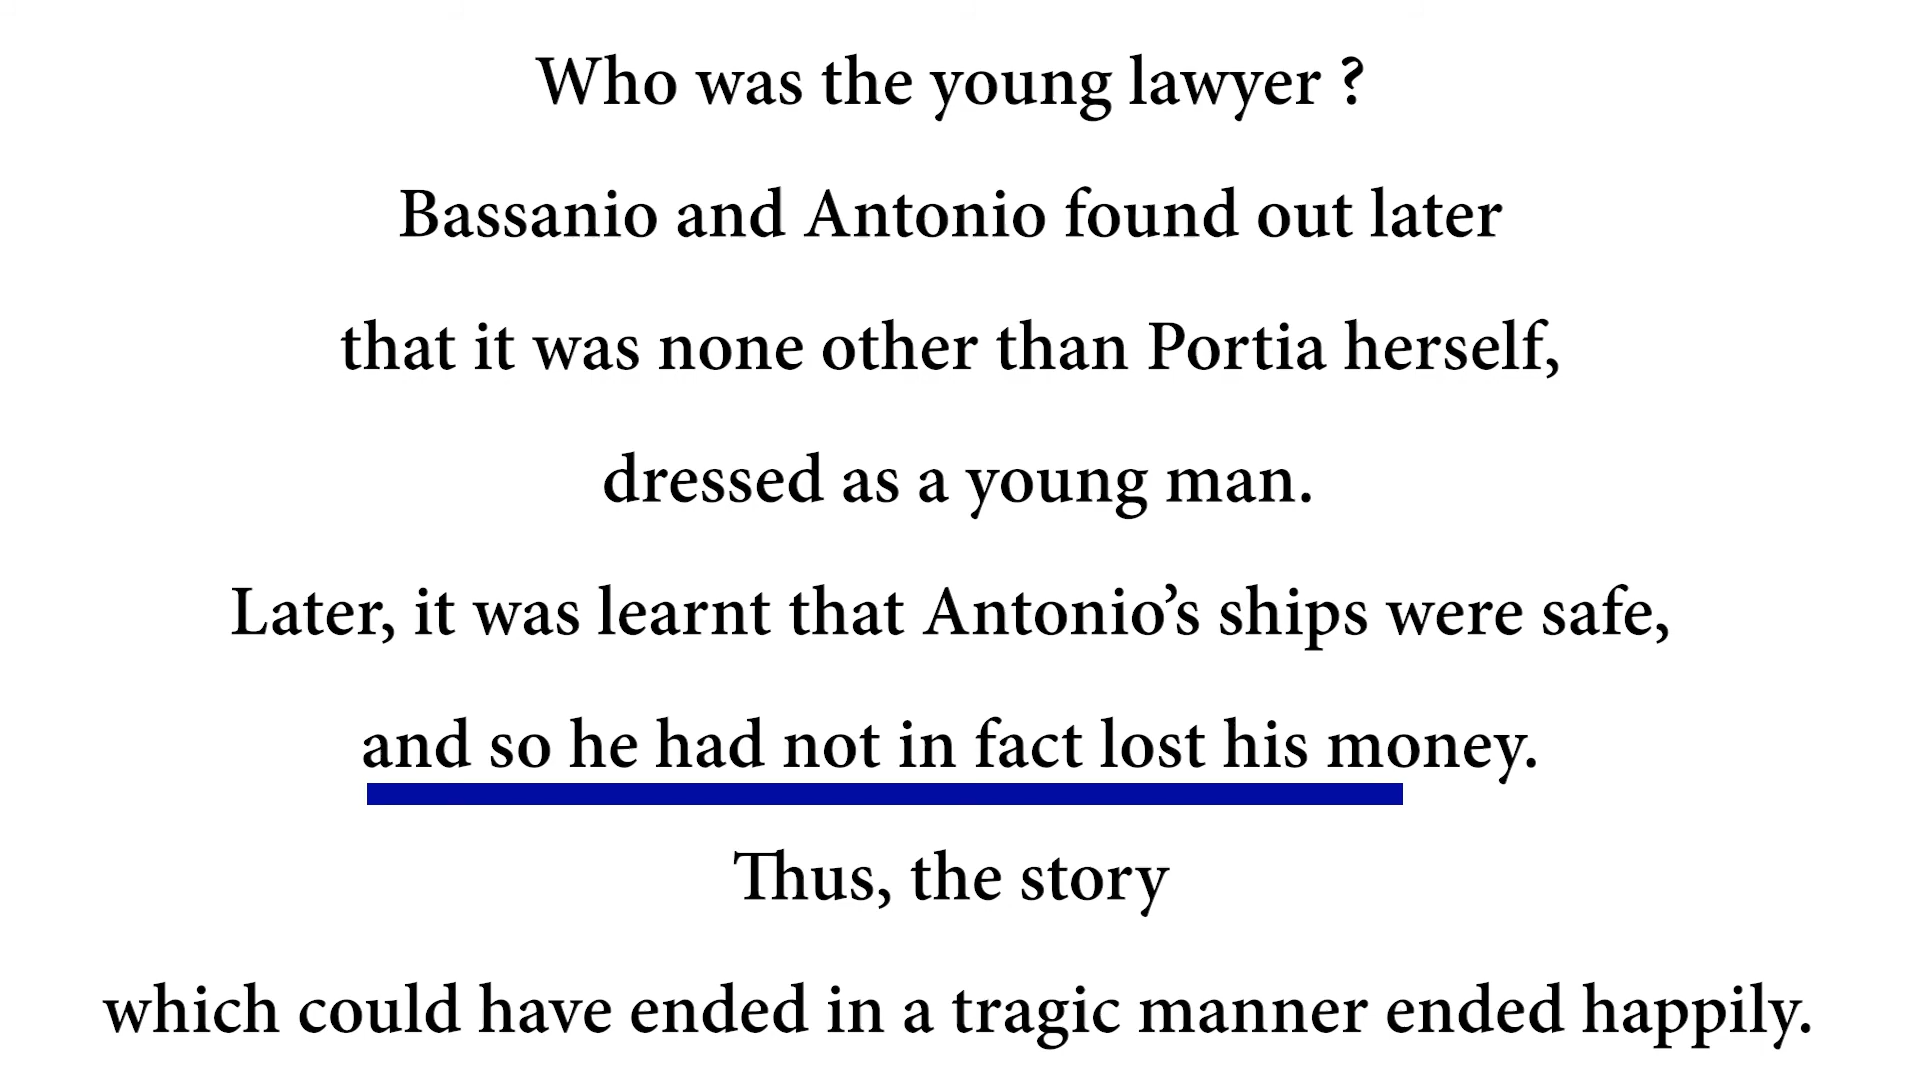 Who was the young lawyer ?
Bassanio and Antonio found out later
that it was none other than Portia herself,
dressed as a young man.
Later, it was learnt that Antonio’s ships were safe,
and so he had not in fact lost his money.
Thus, the story
which could have ended in a tragic manner ended happily.